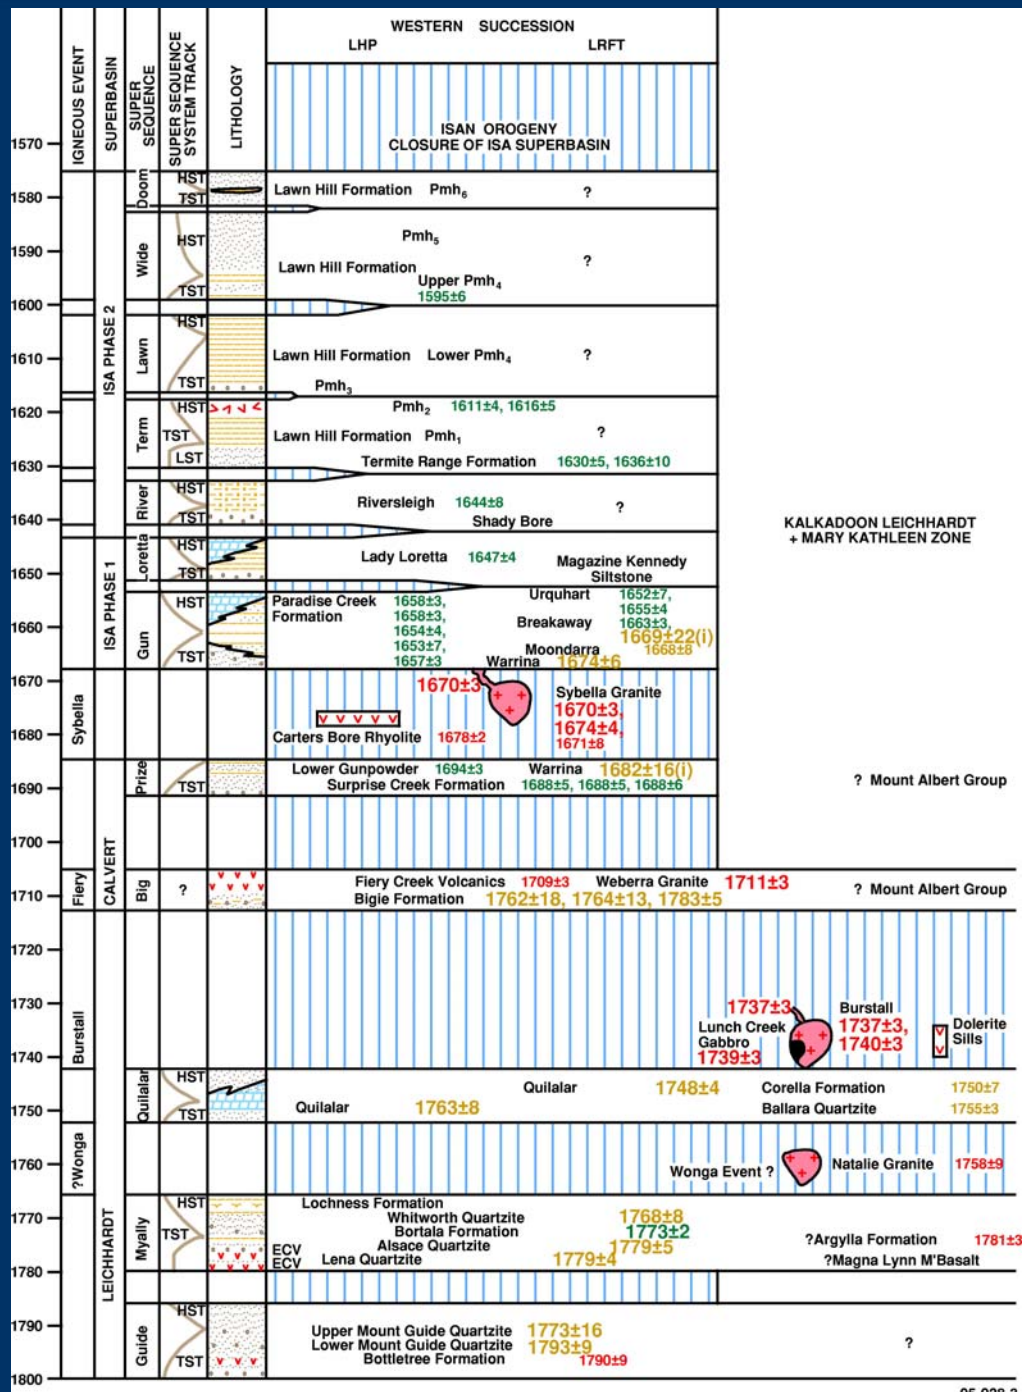 IGNEOUS EVENT
SUPERBASIN
SUPER SEQUENCE
SUPER SEQUENCE SYSTEM TRACK
LITHOLOGY
WESTERN SUCCESSION
LHP LRFT
ISAN OROGENY
CLOSURE OF ISA SUPERBASIN
1570
1580
1590
1600
1610
1620
1630
1640
1650
1660
1670
1680
1690
1700
1710
1720
1730
1740
1750
1760
1770
1780
1790
1800
Sybella
Fiery
Burstall
?Wonga
ISA PHASE 2
ISA PHASE 1
CALVERT
LEICHHARDT
Doom
HST
TST
Lawn Hill Formation Pmh6 ?
Wide
HST
TST
Pmh5
Lawn Hill Formation ?
Upper Pmh4
1595±6
Lawn
HST
TST
Lawn Hill Formation Lower Pmh4 ?
Pmh3
Term
HST
TST
LST
Pmh2 1611±4, 1616±5
Lawn Hill Formation Pmh1 ?
Termite Range Formation 1630±5, 1636±10
River
HST
TST
Riversleigh 1644±8 ?
Shady Bore
KALKADOON LEICHHARDT
+ MARY KATHLEEN ZONE
Loretta
HST
TST
Lady Loretta 1647±4
Magazine Kennedy
Siltstone
Gun
HST
TST
Paradise Creek
Formation
1658±3,
1658±3,
1654±4,
1653±7,
1657±3
Urquhart 1652±7,
1655±4
Breakaway 1663±3,
1669±22(i)
Moondarra 1668±8
Warrina 1674±6
1670±3
Sybella Granite
1670±3,
1674±4,
1671±8
Carters Bore Rhyolite 1678±2
Prize
TST
Lower Gunpowder 1694±3 Warrina 1682±16(i)
Surprise Creek Formation 1688±5, 1688±5, 1688±6
? Mount Albert Group
Big
?
Fiery Creek Volcanics 1709±3 Weberra Granite 1711±3
Bigie Formation 1762±18, 1764±13, 1783±5
? Mount Albert Group
1737±3
Lunch Creek
Gabbro
1739±3
Burstall
1737±3,
1740±3
Dolerite
Sills
Quilalar
HST
TST
Quilalar 1748±4 Corella Formation 1750±7
Quilalar 1763±8 Ballara Quartzite 1755±3
Wonga Event ? Natalie Granite 1758±9
Myally
HST
TST
Lochness Formation
Whitworth Quartzite 1768±8
Bortala Formation 1773±2
ECV Alsace Quartzite 1779±5
ECV Lena Quartzite 1779±4
?Argylla Formation 1781±3
?Magna Lynn M'Basalt
Guide
HST
TST
Upper Mount Guide Quartzite 1773±16
Lower Mount Guide Quartzite 1793±9
Bottletree Formation 1790±9
?